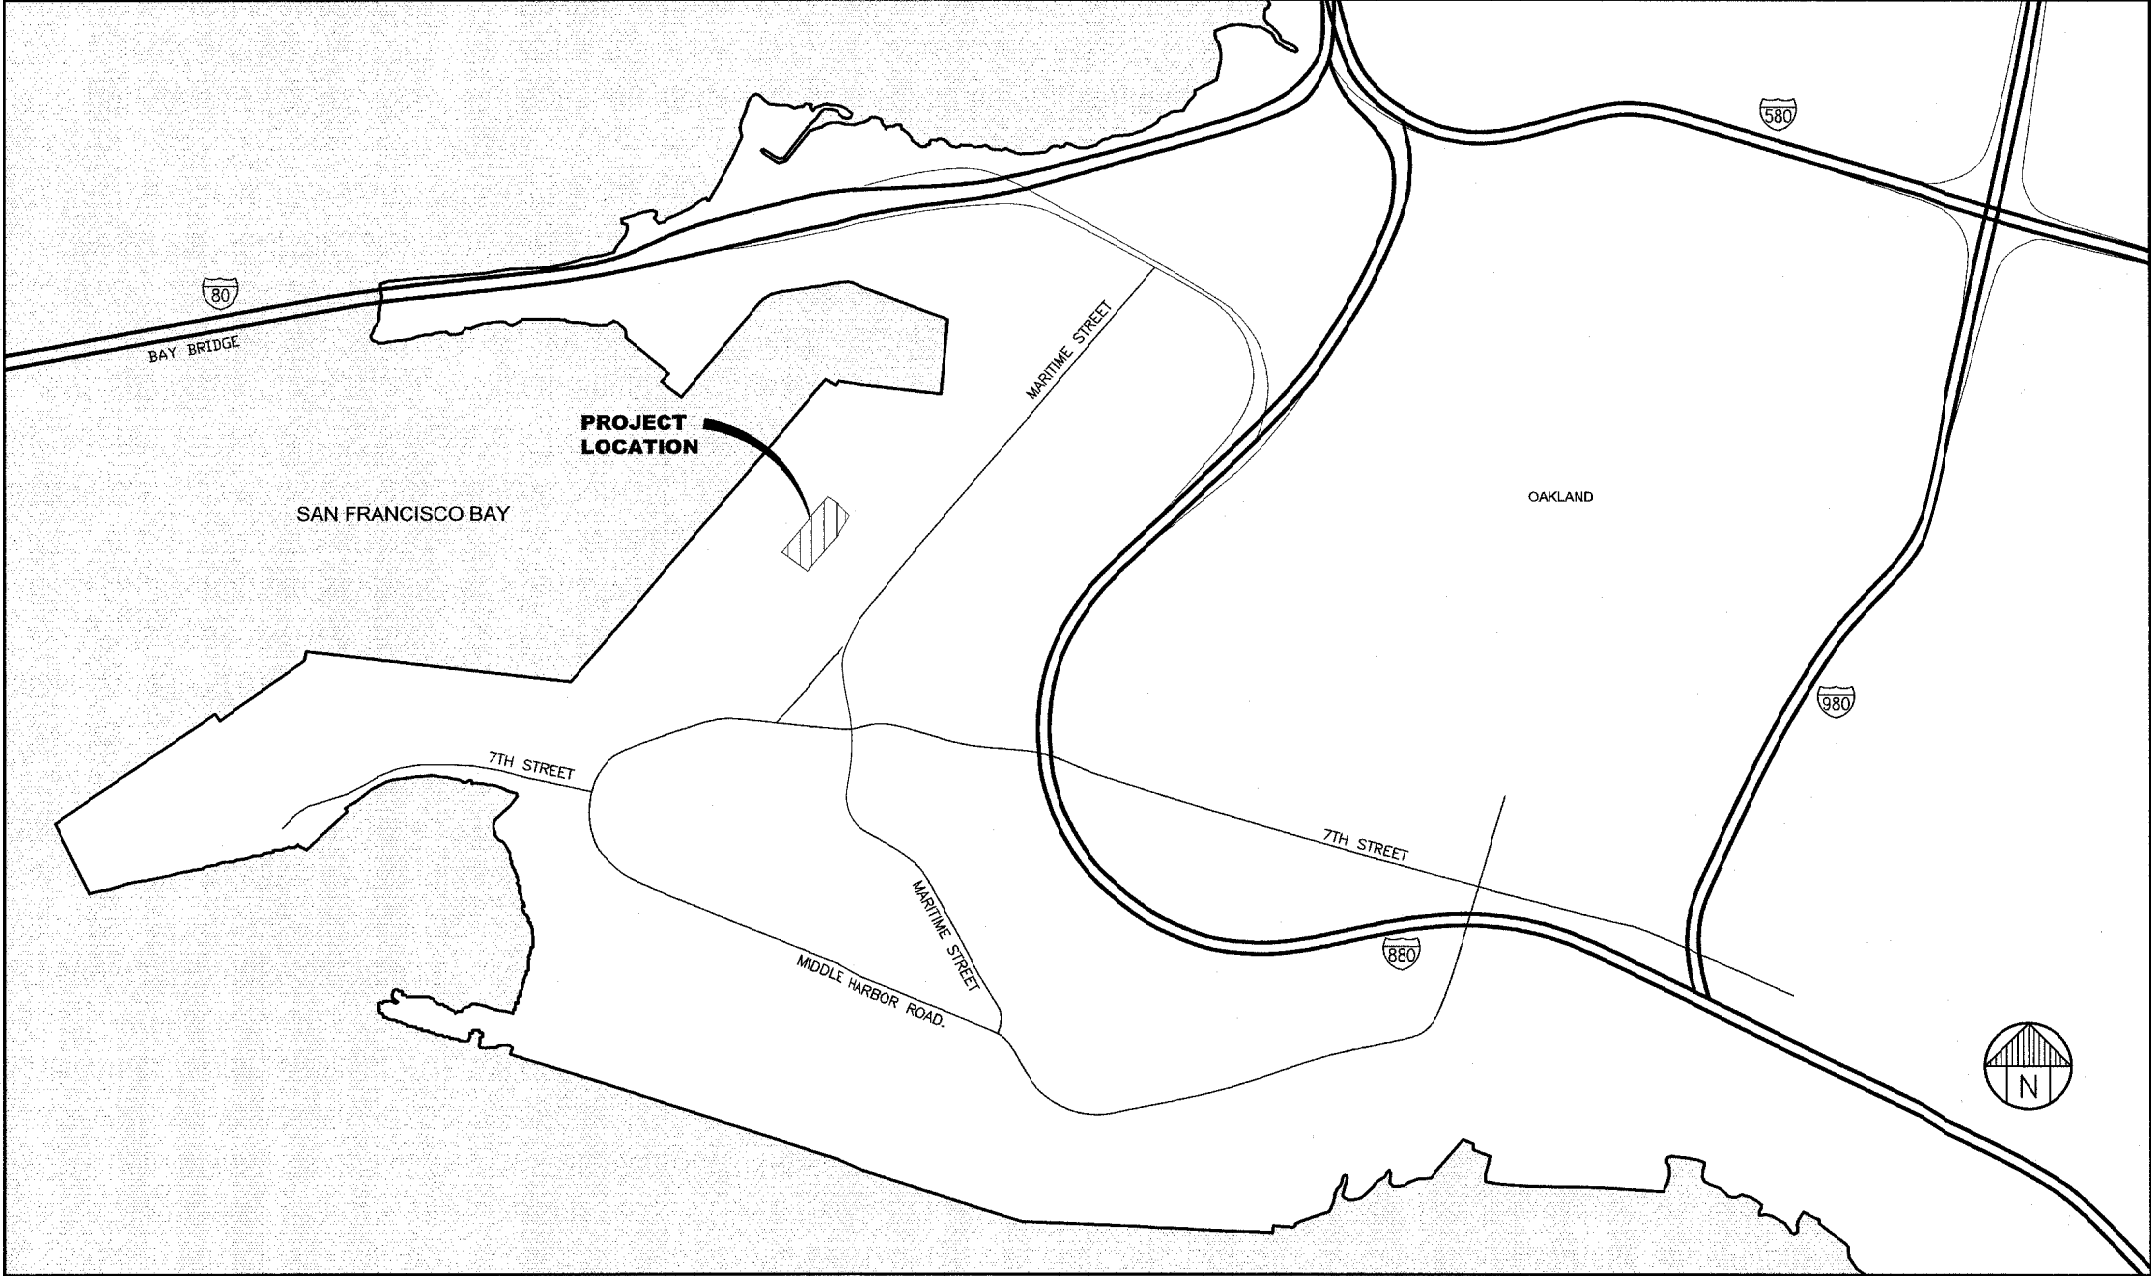 580
80
BAY BRIDGE
MARITIME STREET
PROJECT
LOCATION
OAKLAND
SAN FRANCISCO BAY
980
7TH STREET
7TH STREET
MARITIME STREET
880
MIDDLE HARBOR ROAD.
N